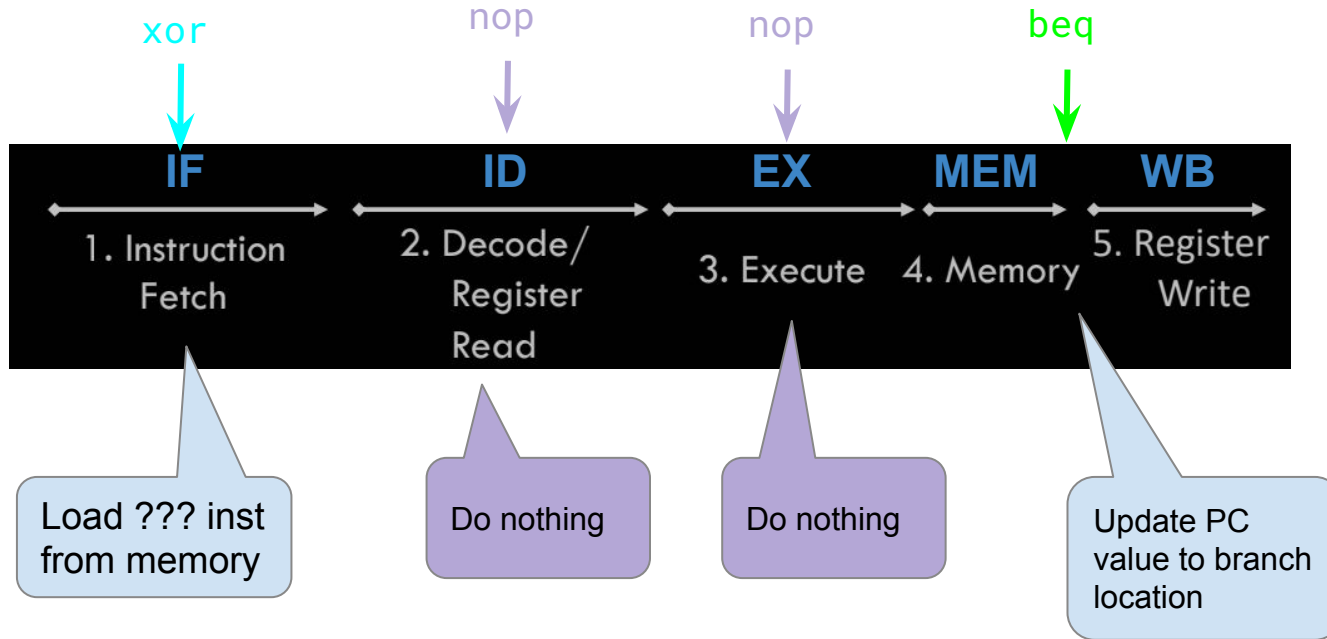 xor
nop
nop
beq
IF
ID
EX
MEM
WB
1. Instruction
Fetch
2. Decode/
Register
Read
3. Execute
4. Memory
5. Register
Write
Load ??? inst
from memory
Do nothing
Do nothing
Update PC
value to branch
location